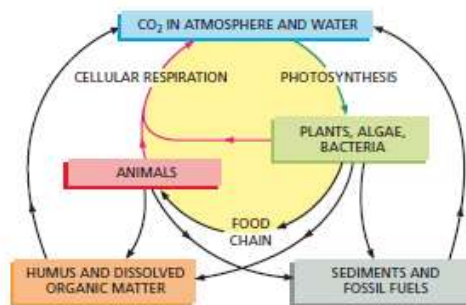 CO₂ IN ATMOSPHERE AND WATER
CELLULAR RESPIRATION
PHOTOSYNTHESIS
PLANTS, ALGAE,
BACTERIA
ANIMALS
FOOD
CHAIN
HUMUS AND DISSOLVED
ORGANIC MATTER
SEDIMENTS AND
FOSSIL FUELS